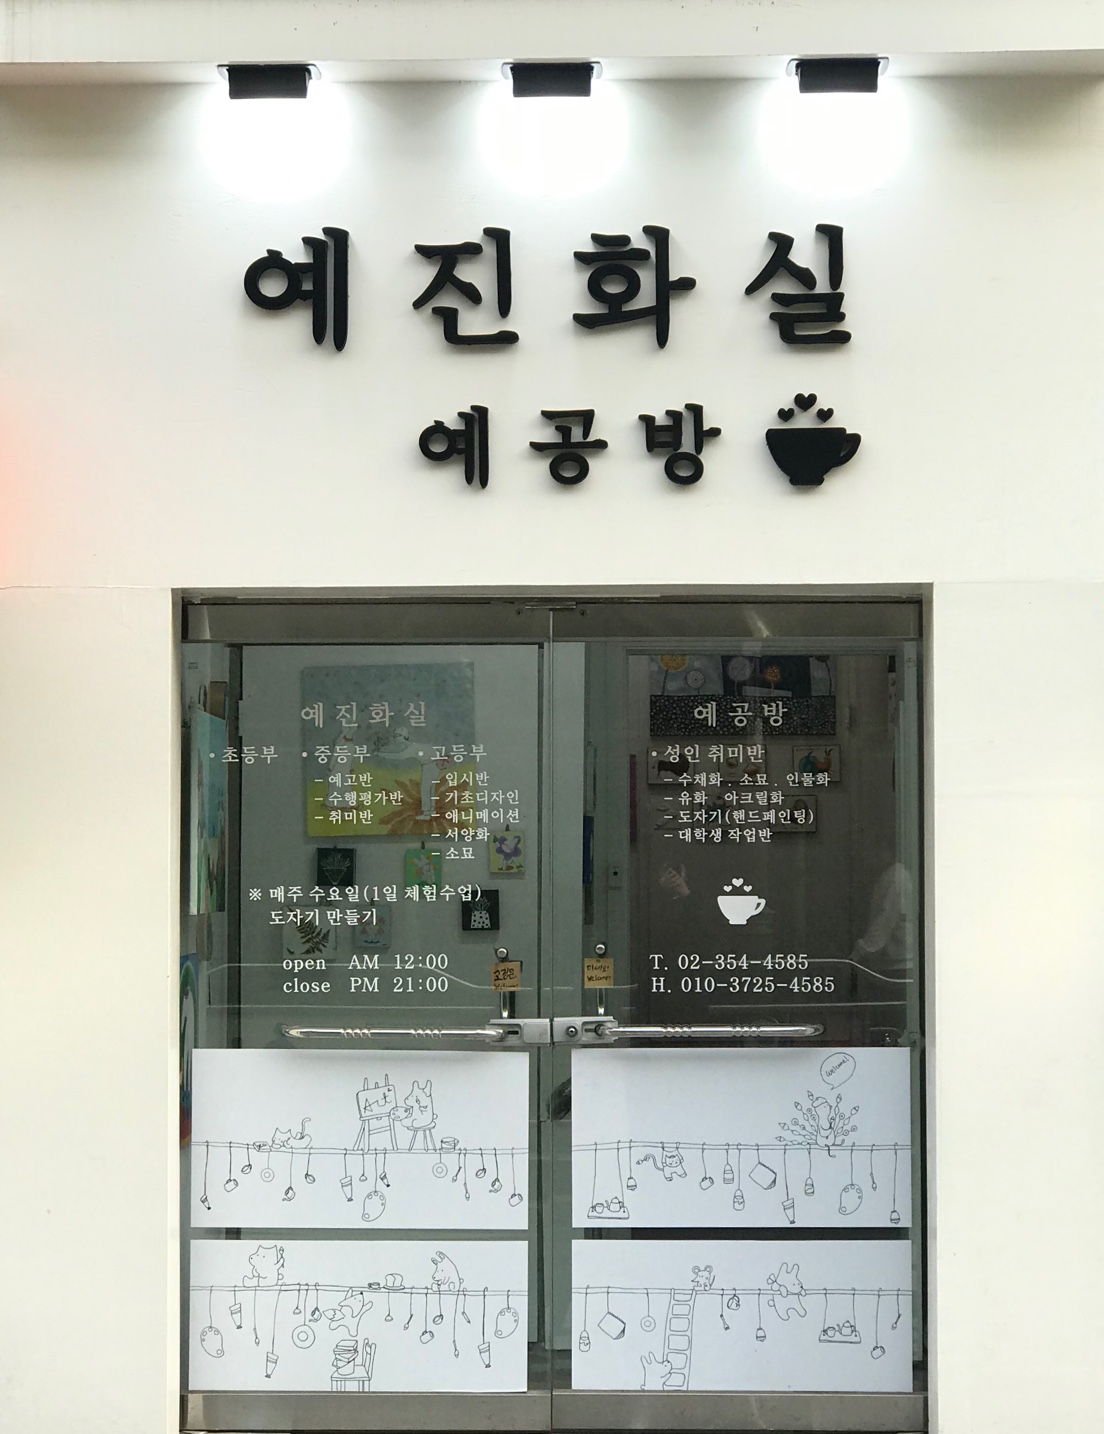 예진화실
예공방
예진화실
• 초등부 • 중등부 • 고등부
– 예고반
– 수행평가반
– 취미반
– 입시반
– 기초디자인
– 애니메이션
– 서양화
– 소묘
※ 매주 수요일(1일 체험수업)
도자기 만들기
open AM 12:00
close PM 21:00
예공방
• 성인 취미반
– 수채화 . 소묘 . 인물화
– 유화 . 아크릴화
– 도자기(핸드페인팅)
– 대학생 작업반
T. 02-354-4585
H. 010-3725-4585
미세요
Welcome
Art
Welcome!